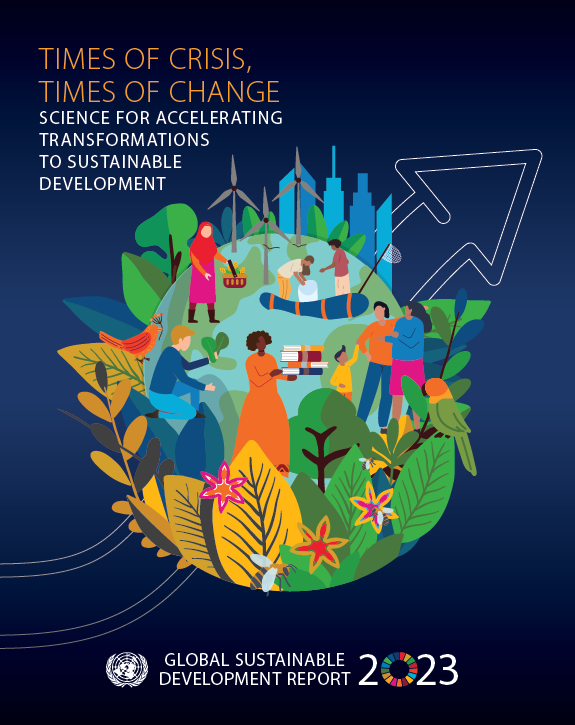 TIMES OF CRISIS,
TIMES OF CHANGE
SCIENCE FOR ACCELERATING
TRANSFORMATIONS
TO SUSTAINABLE
DEVELOPMENT
GLOBAL SUSTAINABLE
DEVELOPMENT REPORT 2023